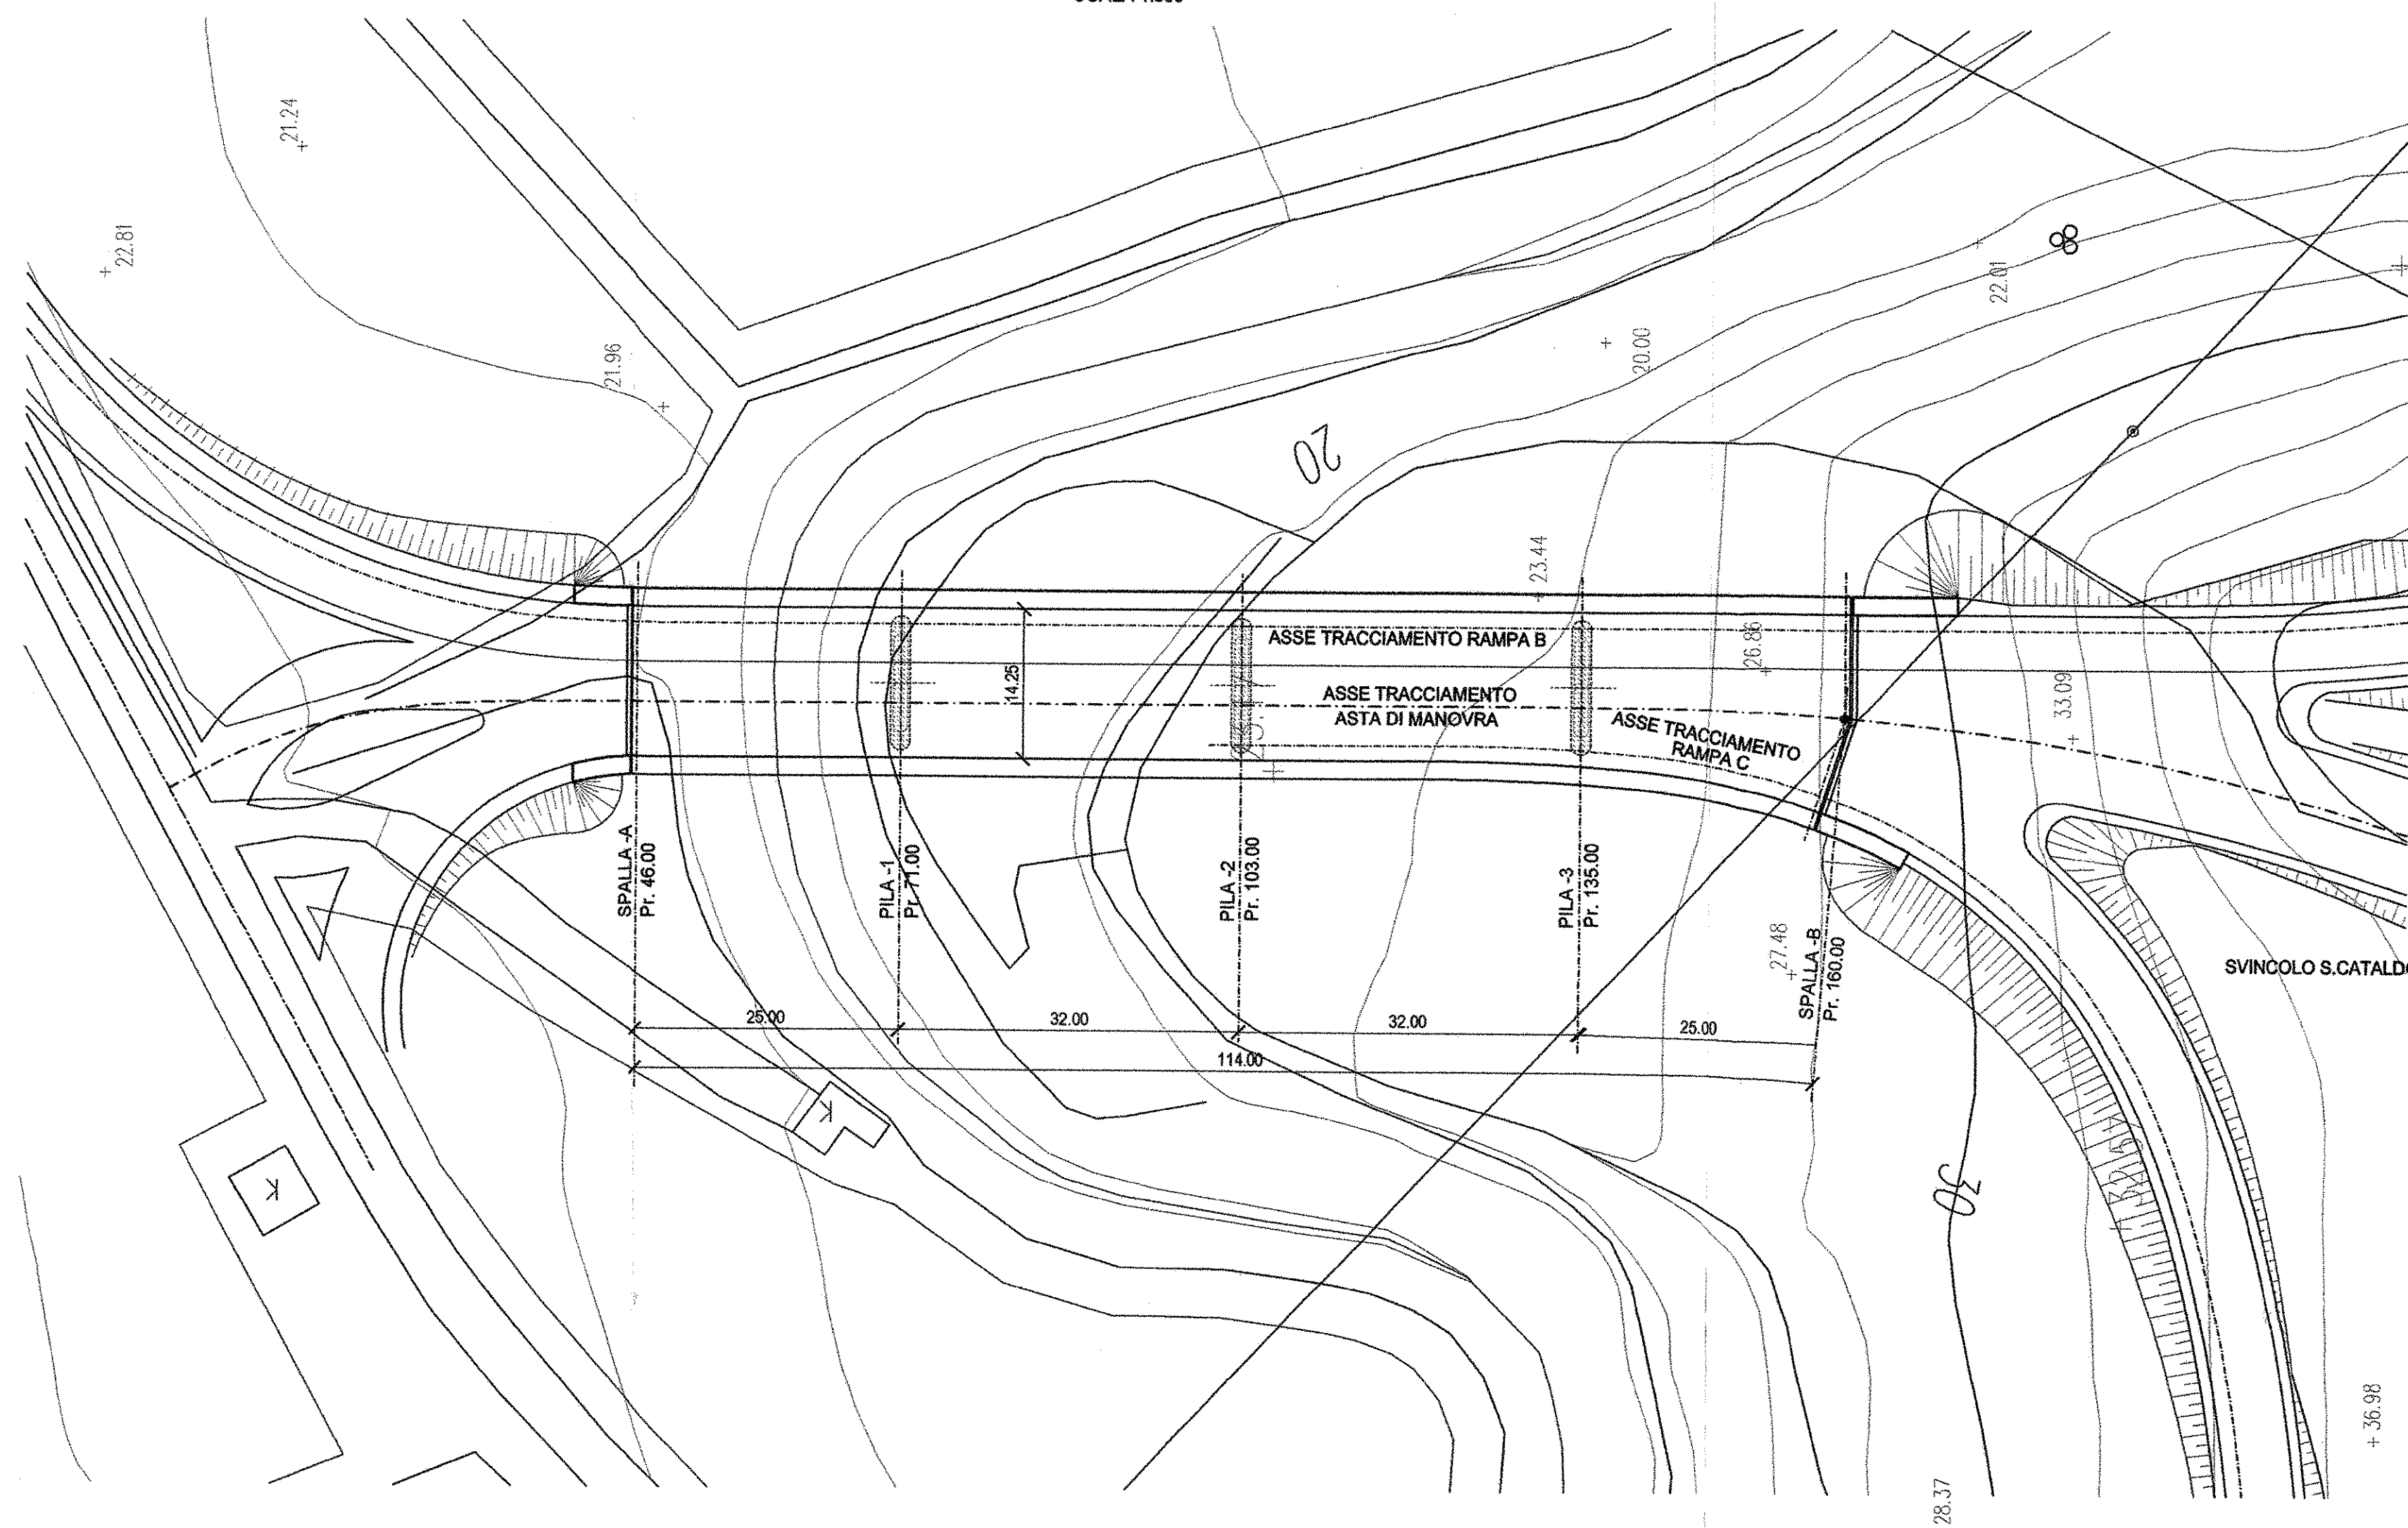 21.24
22.81
21.96
22.01
20.00
20
23.44
ASSE TRACCIAMENTO RAMPA B
26.86
14.25
ASSE TRACCIAMENTO
ASTA DI MANOVRA
ASSE TRACCIAMENTO
RAMPA C
33.09
SPALLA -A
Pr. 46.00
PILA -1
Pr. 71.00
PILA -2
Pr. 103.00
PILA -3
Pr. 135.00
27.48
SPALLA -B
Pr. 160.00
25.00
32.00
32.00
25.00
114.00
30
36.98
28.37